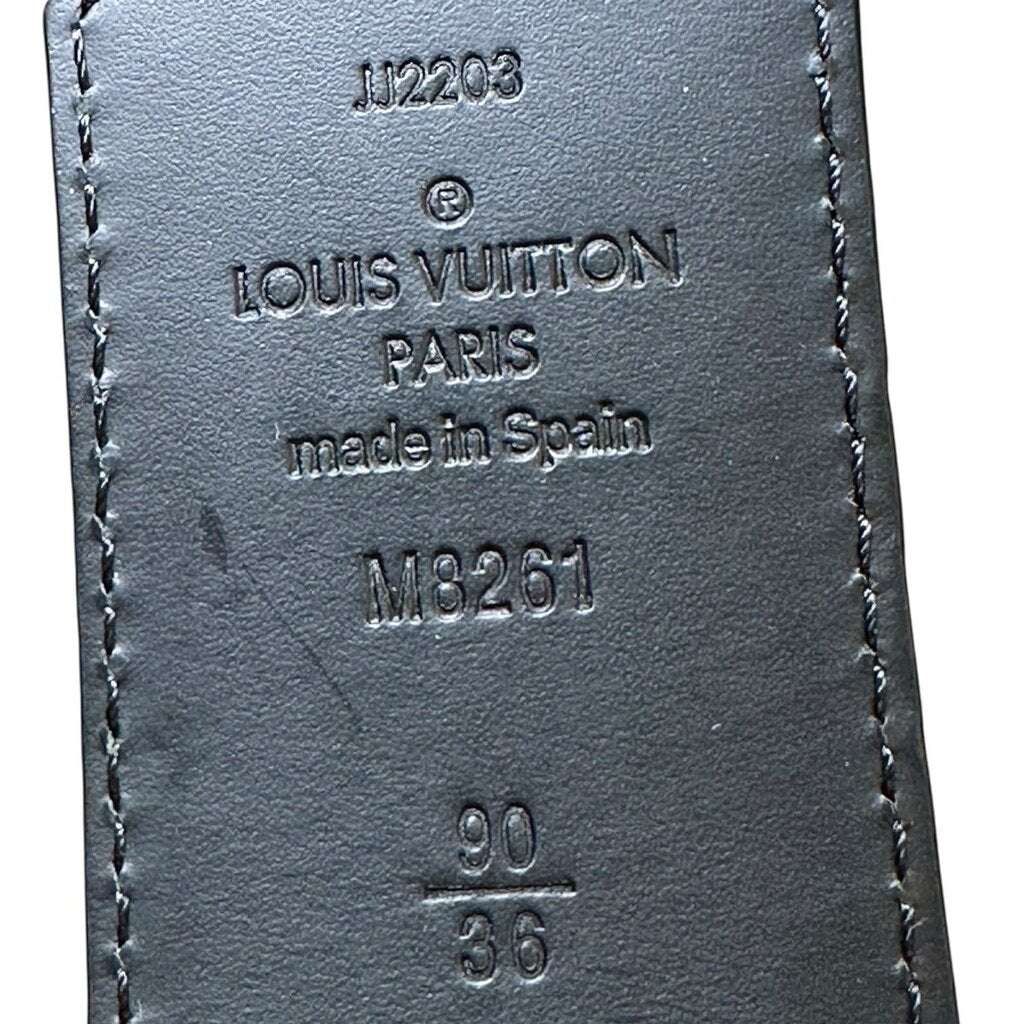 JJ2203
®
LOUIS VUITTON
PARIS
made in Spain
M8261
90
36